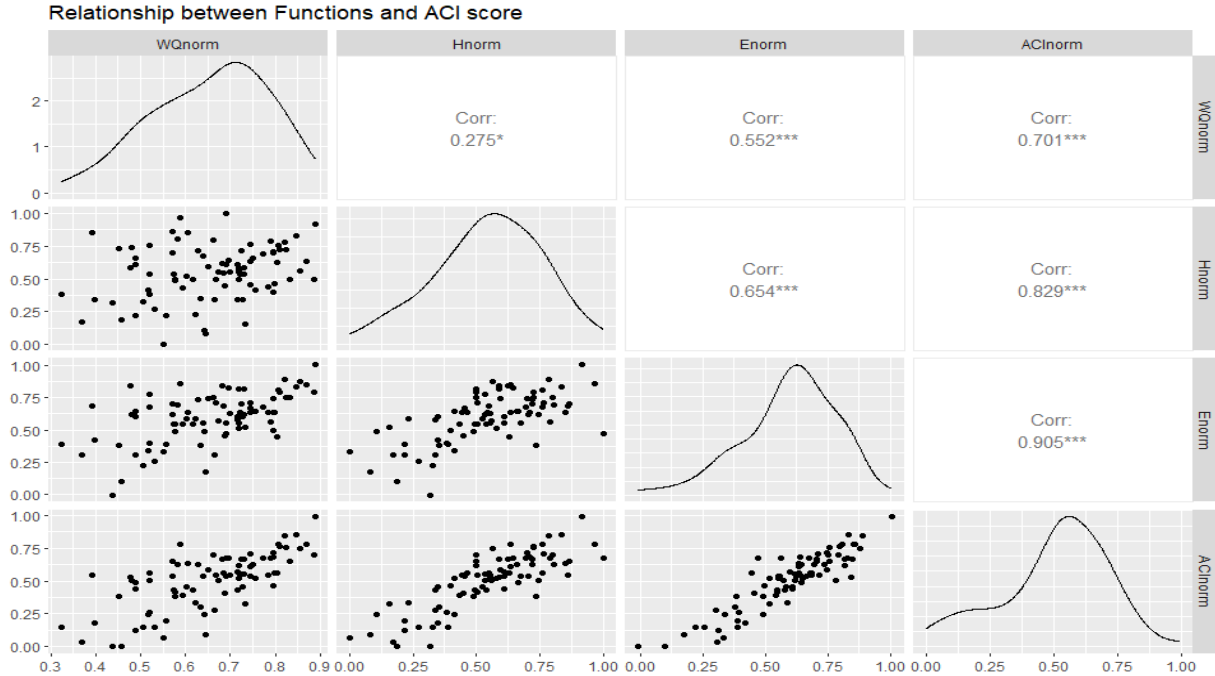 Relationship between Functions and ACI score
WQnorm Hnorm Enorm ACInorm
2
1
0
Corr:
0.275*
Corr:
0.552***
Corr:
0.701***
WQnorm
1.00
0.75
0.50
0.25
0.00
Corr:
0.654***
Corr:
0.829***
Hnorm
1.00
0.75
0.50
0.25
0.00
Corr:
0.905***
Enorm
1.00
0.75
0.50
0.25
0.00
ACInorm
0.3 0.4 0.5 0.6 0.7 0.8 0.9 0.00 0.25 0.50 0.75 1.00 0.00 0.25 0.50 0.75 1.00 0.00 0.25 0.50 0.75 1.00